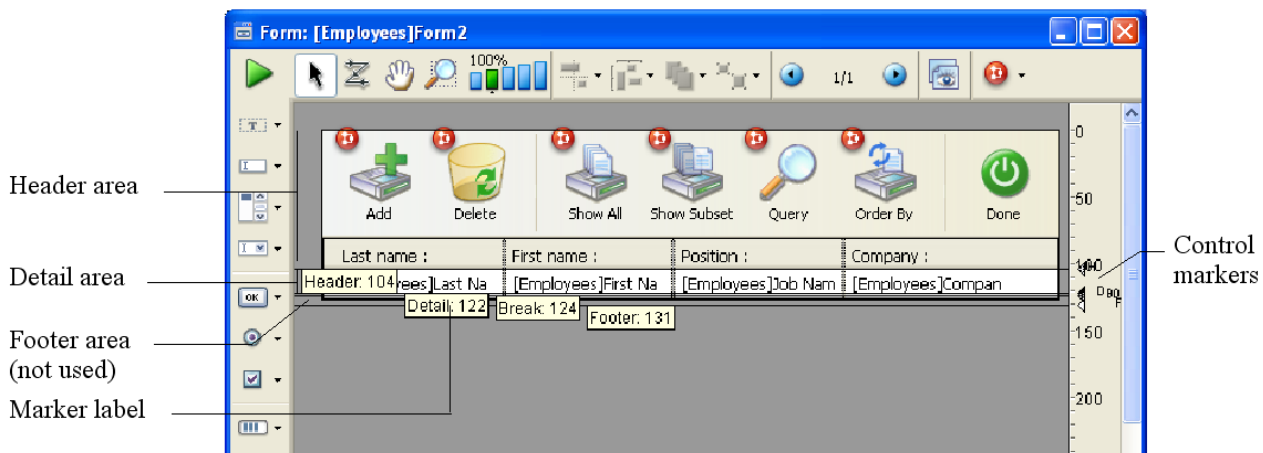 Form: [Employees]Form2
100%
1/1
T
I
I
OK
0
50
150
200
Add
Delete
Show All
Show Subset
Query
Order By
Done
Last name :
First name :
Position :
Company :
Header: 104
ees]Last Na
[Employees]First Na
[Employees]Job Nam
[Employees]Compan
Detail: 122
Break: 124
Footer: 131
Header area
Detail area
Footer area
(not used)
Marker label
Control
markers